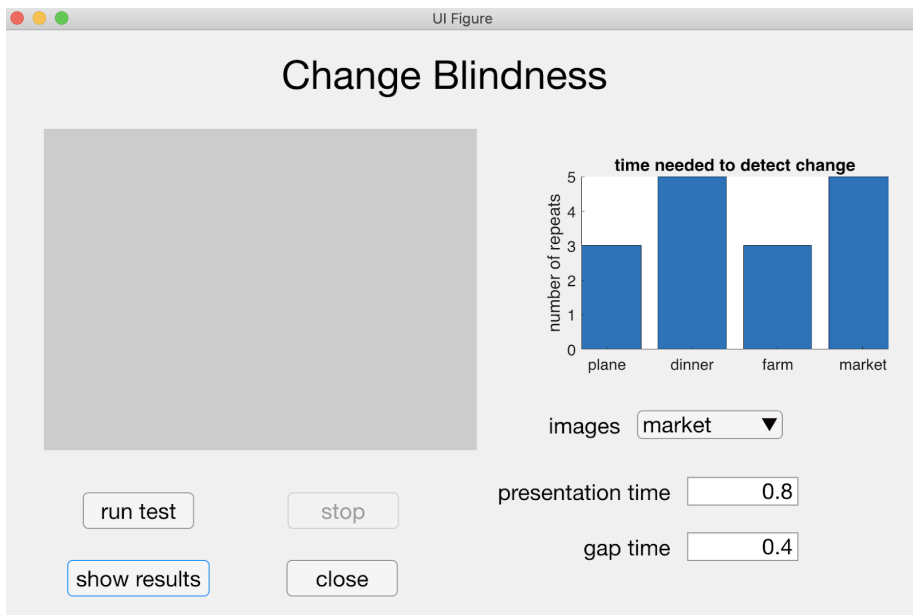 UI Figure
Change Blindness
time needed to detect change
number of repeats
5
4
3
2
1
0
plane dinner farm market
images market
presentation time 0.8
gap time 0.4
run test stop
show results close